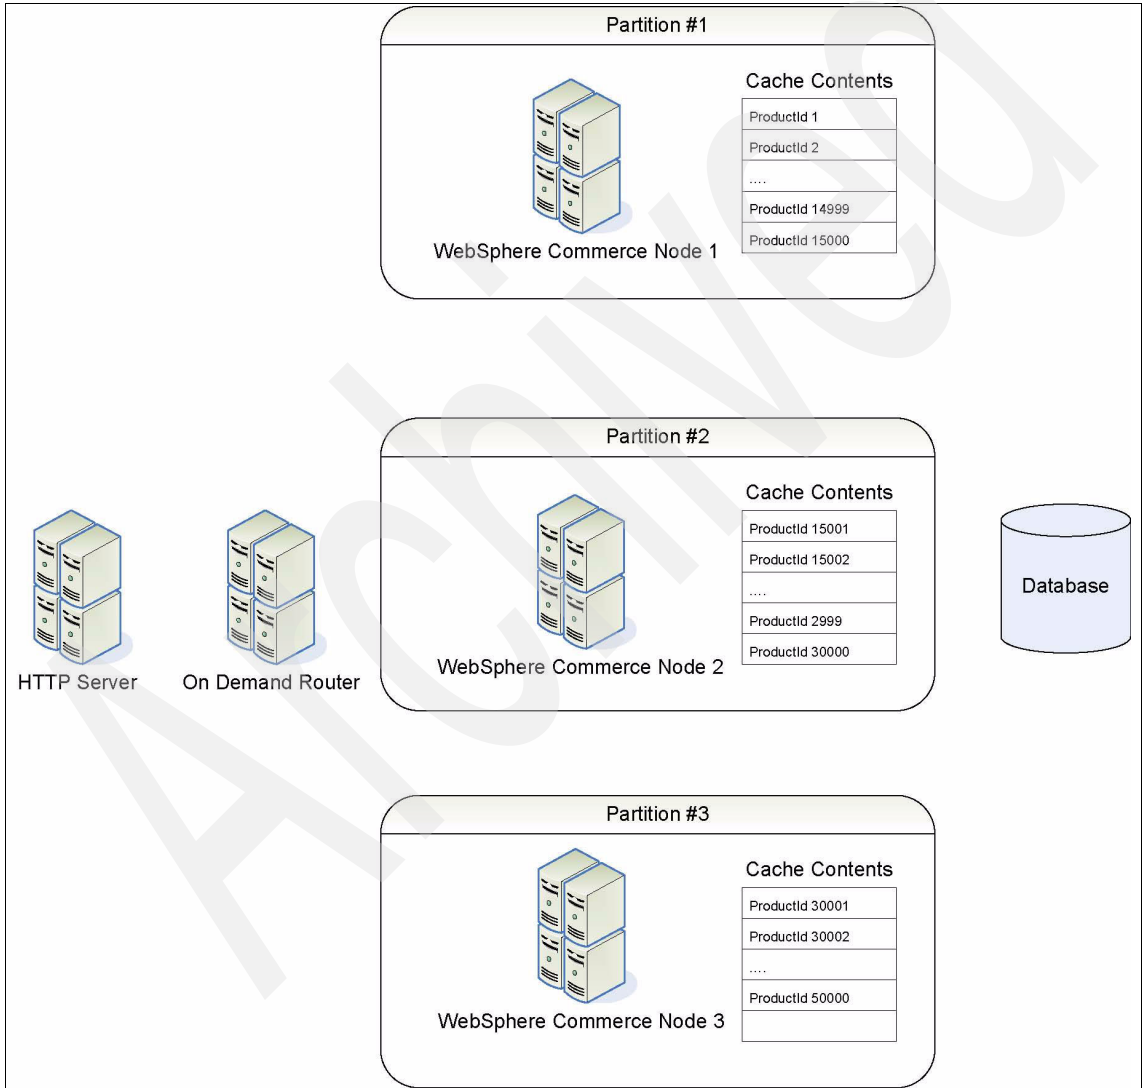 Partition #1
Cache Contents
ProductId 1
ProductId 2
....
ProductId 14999
ProductId 15000
WebSphere Commerce Node 1
Partition #2
Cache Contents
ProductId 15001
ProductId 15002
....
ProductId 2999
ProductId 30000
WebSphere Commerce Node 2
HTTP Server
On Demand Router
Database
Partition #3
Cache Contents
ProductId 30001
ProductId 30002
....
ProductId 50000
WebSphere Commerce Node 3
Archived